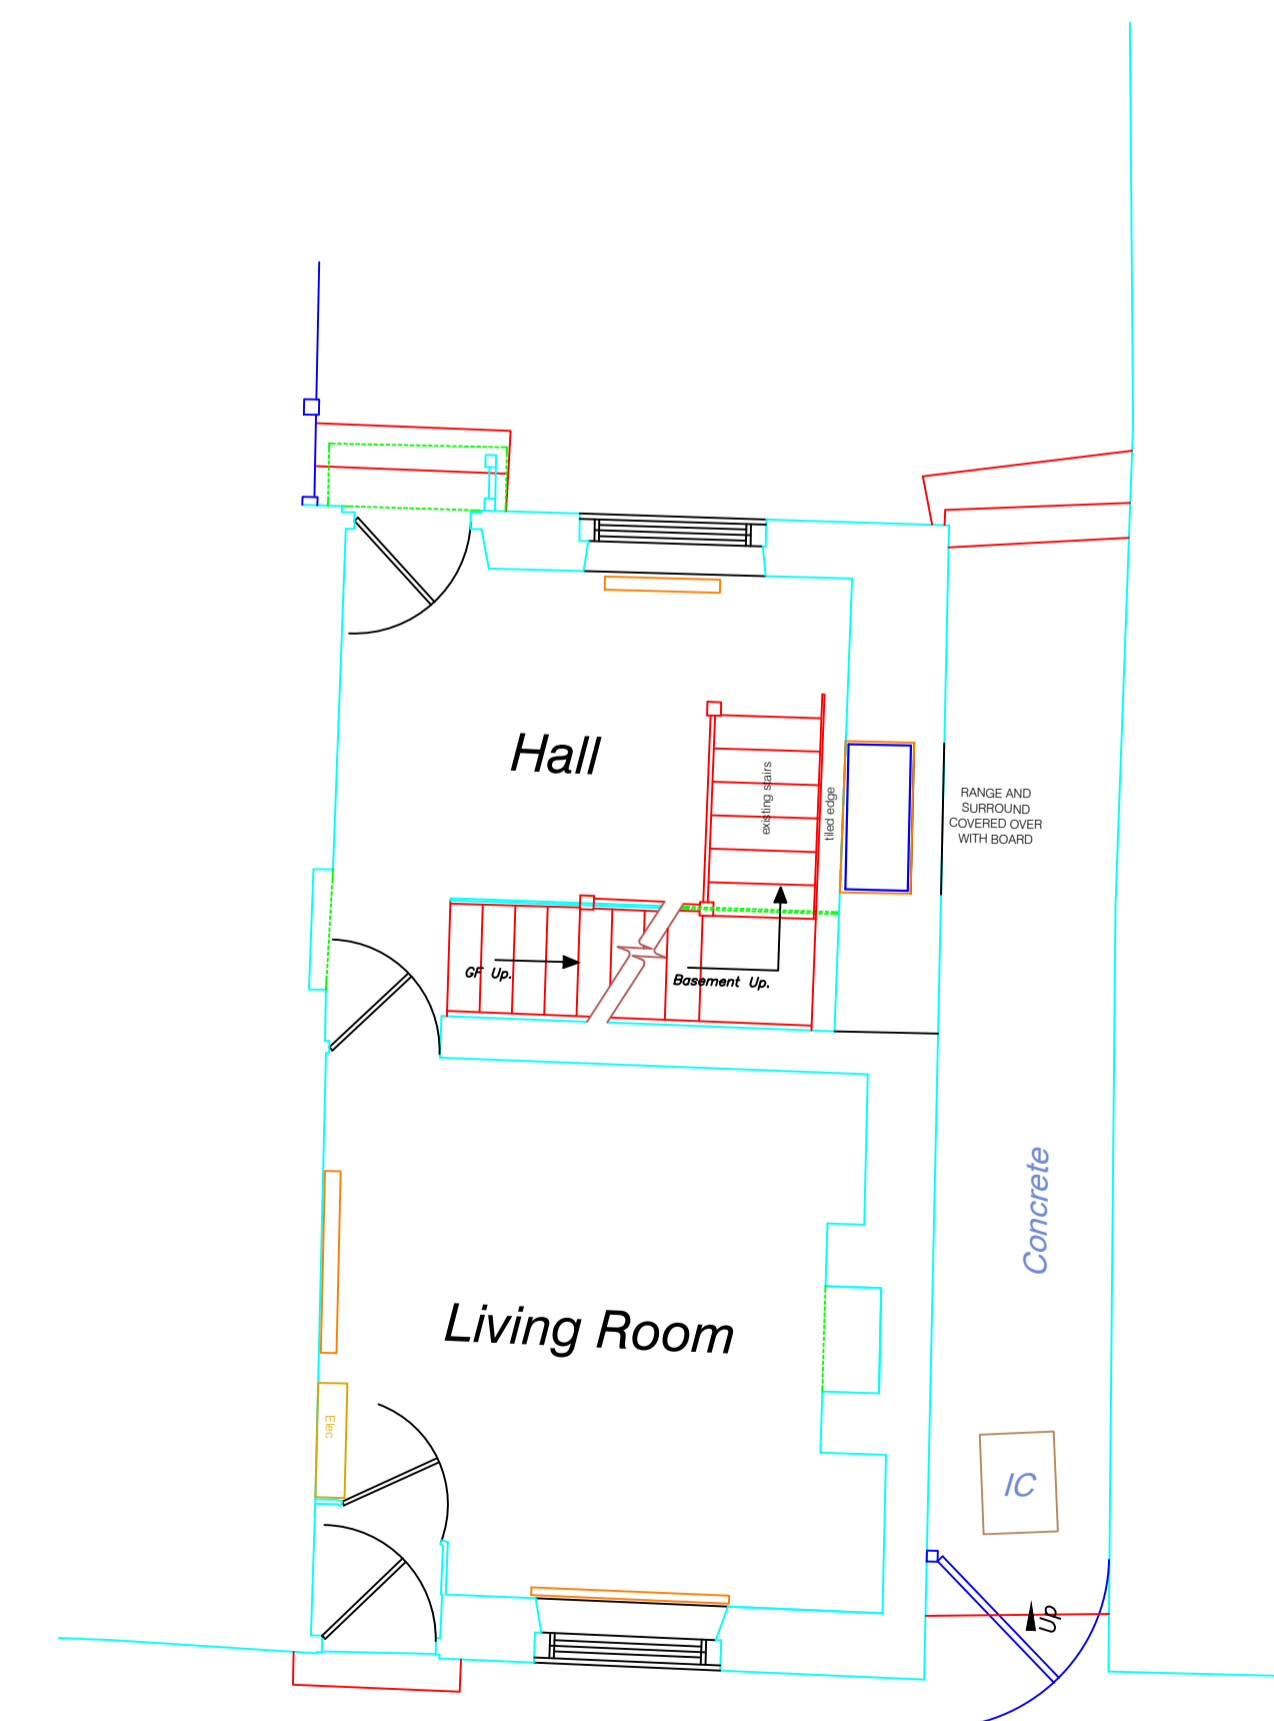 Hall
existing stairs
tiled edge
RANGE AND
SURROUND
COVERED OVER
WITH BOARD
GF Up.
Basement Up.
Concrete
Living Room
Elec
IC
Up